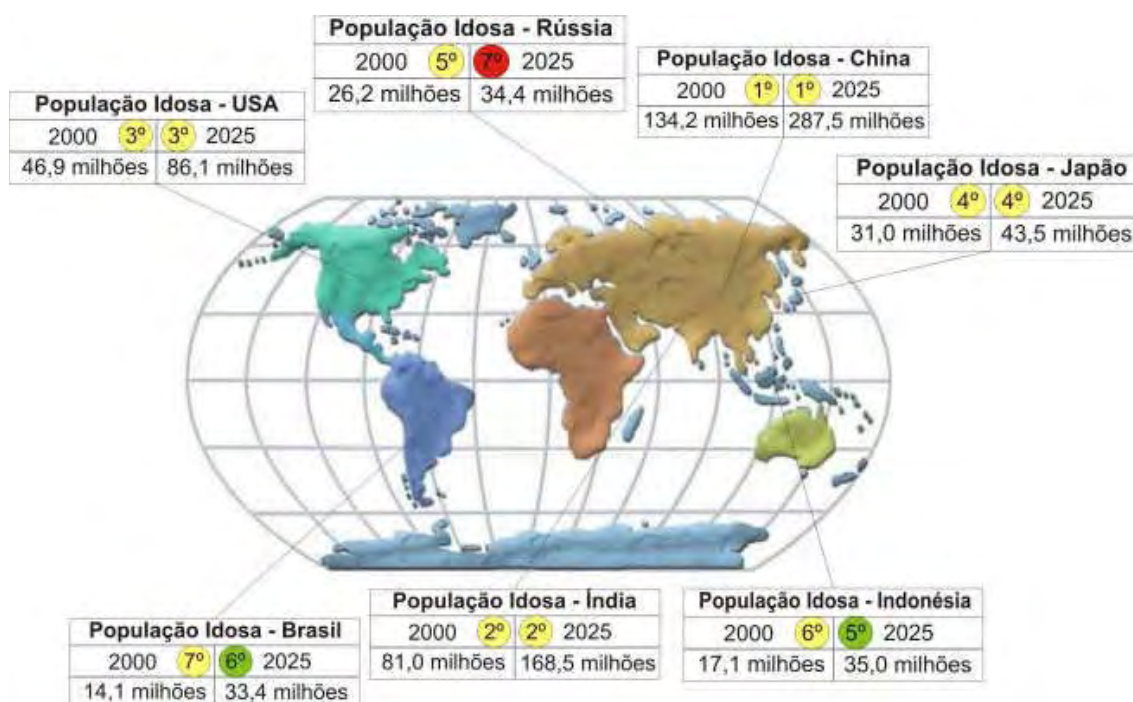 População Idosa - Rússia
2000 5º 7º 2025
26,2 milhões 34,4 milhões
População Idosa - China
2000 1º 1º 2025
134,2 milhões 287,5 milhões
População Idosa - USA
2000 3º 3º 2025
46,9 milhões 86,1 milhões
População Idosa - Japão
2000 4º 4º 2025
31,0 milhões 43,5 milhões
População Idosa - Brasil
2000 7º 6º 2025
14,1 milhões 33,4 milhões
População Idosa - Índia
2000 2º 2º 2025
81,0 milhões 168,5 milhões
População Idosa - Indonésia
2000 6º 5º 2025
17,1 milhões 35,0 milhões